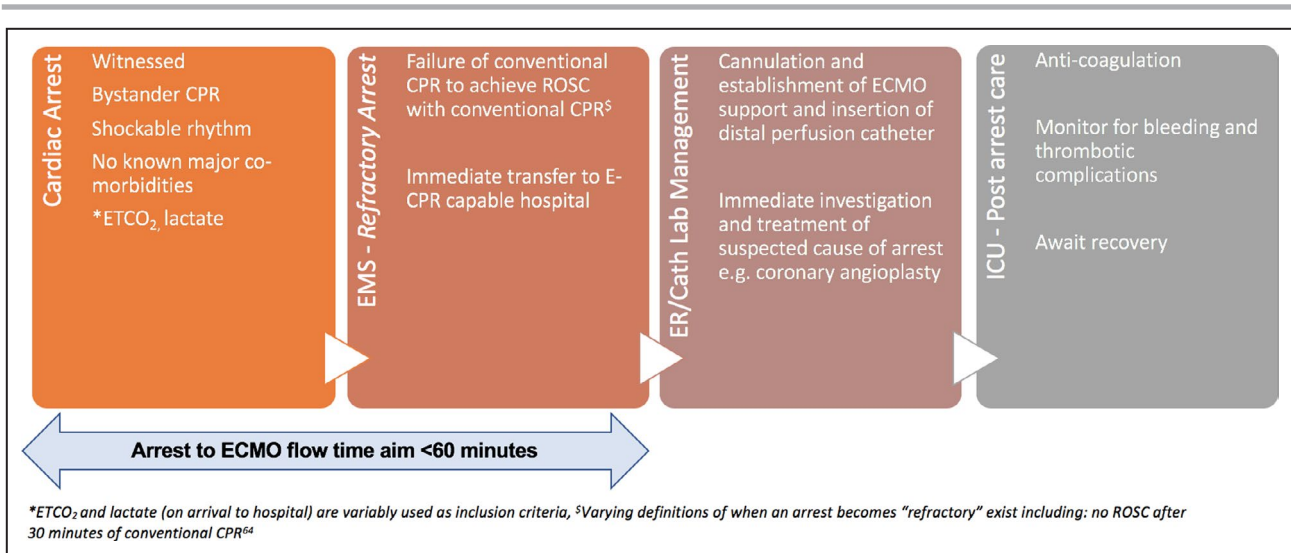 Cardiac Arrest
Witnessed
Bystander CPR
Shockable rhythm
No known major co-
morbidities
*ETCO2, lactate
EMS - Refractory Arrest
Failure of conventional
CPR to achieve ROSC
with conventional CPR$
Immediate transfer to E-
CPR capable hospital
ER/Cath Lab Management
Cannulation and
establishment of ECMO
support and insertion of
distal perfusion catheter
Immediate investigation
and treatment of
suspected cause of arrest
e.g. coronary angioplasty
ICU - Post arrest care
Anti-coagulation
Monitor for bleeding and
thrombotic
complications
Await recovery
Arrest to ECMO flow time aim <60 minutes
*ETCO2 and lactate (on arrival to hospital) are variably used as inclusion criteria, $Varying definitions of when an arrest becomes “refractory” exist including: no ROSC after
30 minutes of conventional CPR64